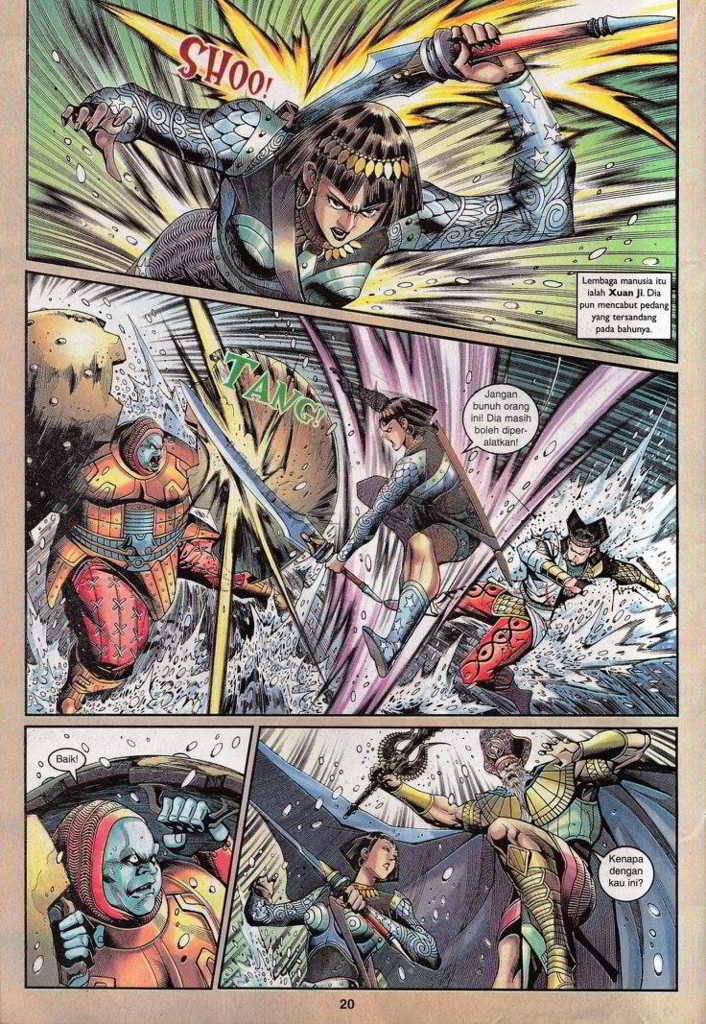 SHOO!
Lembaga manusia itu
ialah Xuan Ji. Dia
pun mencabut pedang
yang tersandang
pada bahunya.
TANG!
Jangan
bunuh orang
ini! Dia masih
boleh diper-
alatkan!
Baik!
Kenapa
dengan
kau ini?
20